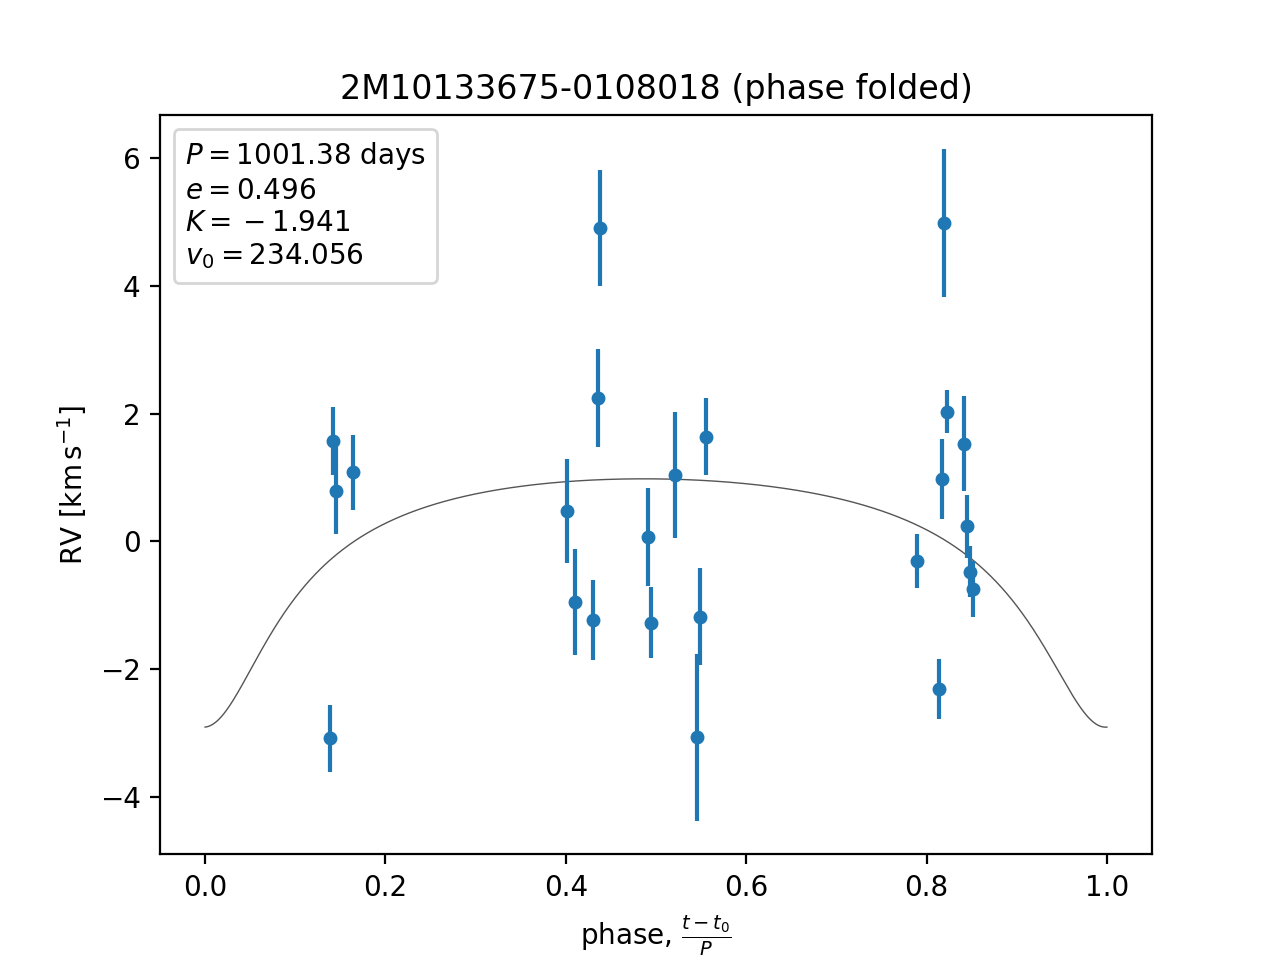 2M10133675-0108018 (phase folded)
P = 1001.38 days
e = 0.496
K = −1.941
v₀ = 234.056
6
4
2
0
−2
−4
RV [km s⁻¹]
0.0 0.2 0.4 0.6 0.8 1.0
phase, (t − t₀)/P